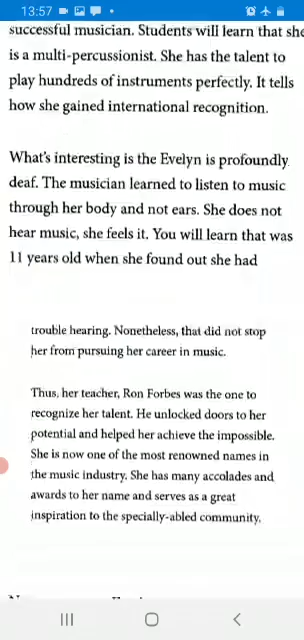 13:57
successful musician. Students will learn that she
is a multi-percussionist. She has the talent to
play hundreds of instruments perfectly. It tells
how she gained international recognition.
What's interesting is the Evelyn is profoundly
deaf. The musician learned to listen to music
through her body and not ears. She does not
hear music, she feels it. You will learn that was
11 years old when she found out she had
trouble hearing. Nonetheless, that did not stop
her from pursuing her career in music.
Thus, her teacher, Ron Forbes was the one to
recognize her talent. He unlocked doors to her
potential and helped her achieve the impossible.
She is now one of the most renowned names in
the music industry. She has many accolades and
awards to her name and serves as a great
inspiration to the specially-abled community.